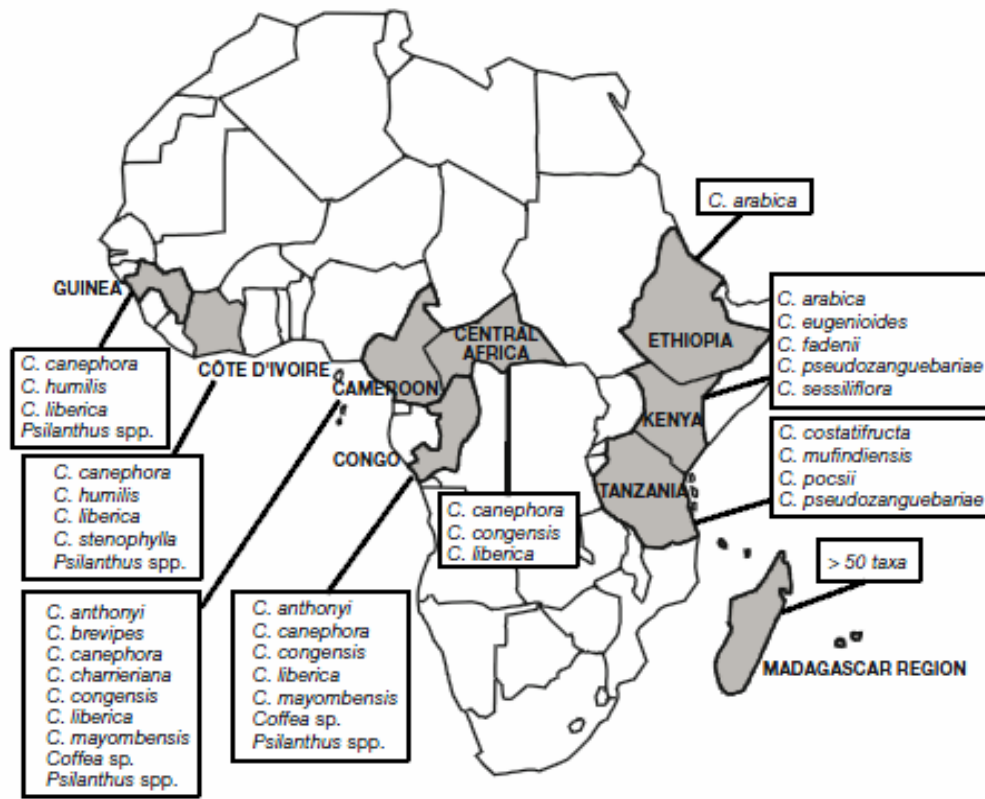 C. arabica
GUINEA
C. canephora
C. humilis
C. liberica
Psilanthus spp.
CÔTE D'IVOIRE
C. canephora
C. humilis
C. liberica
C. stenophylla
Psilanthus spp.
CAMEROON
C. anthonyi
C. brevipes
C. canephora
C. charrieriana
C. congensis
C. liberica
C. mayombensis
Coffea sp.
Psilanthus spp.
CONGO
C. anthonyi
C. canephora
C. congensis
C. liberica
C. mayombensis
Coffea sp.
Psilanthus spp.
CENTRAL
AFRICA
C. canephora
C. congensis
C. liberica
ETHIOPIA
KENYA
C. arabica
C. eugenioides
C. fadenii
C. pseudozanguebariae
C. sessiliflora
TANZANIA
C. costatifructa
C. mufindiensis
C. pocsii
C. pseudozanguebariae
> 50 taxa
MADAGASCAR REGION